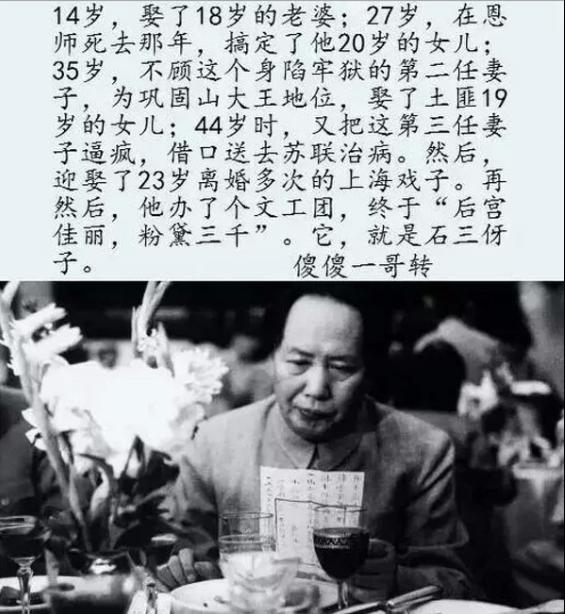 14岁，娶了18岁的老婆；27岁，在恩
师死去那年，搞定了他20岁的女儿；
35岁，不顾这个身陷牢狱的第二任妻
子，为巩固山大王地位，娶了土匪19
岁的女儿；44岁时，又把这第三任妻
子逼疯，借口送去苏联治病。然后，
迎娶了23岁离婚多次的上海戏子。再
然后，他办了个文工团，终于“后宫
佳丽，粉黛三千”。它，就是石三伢
子。 傻傻一哥转